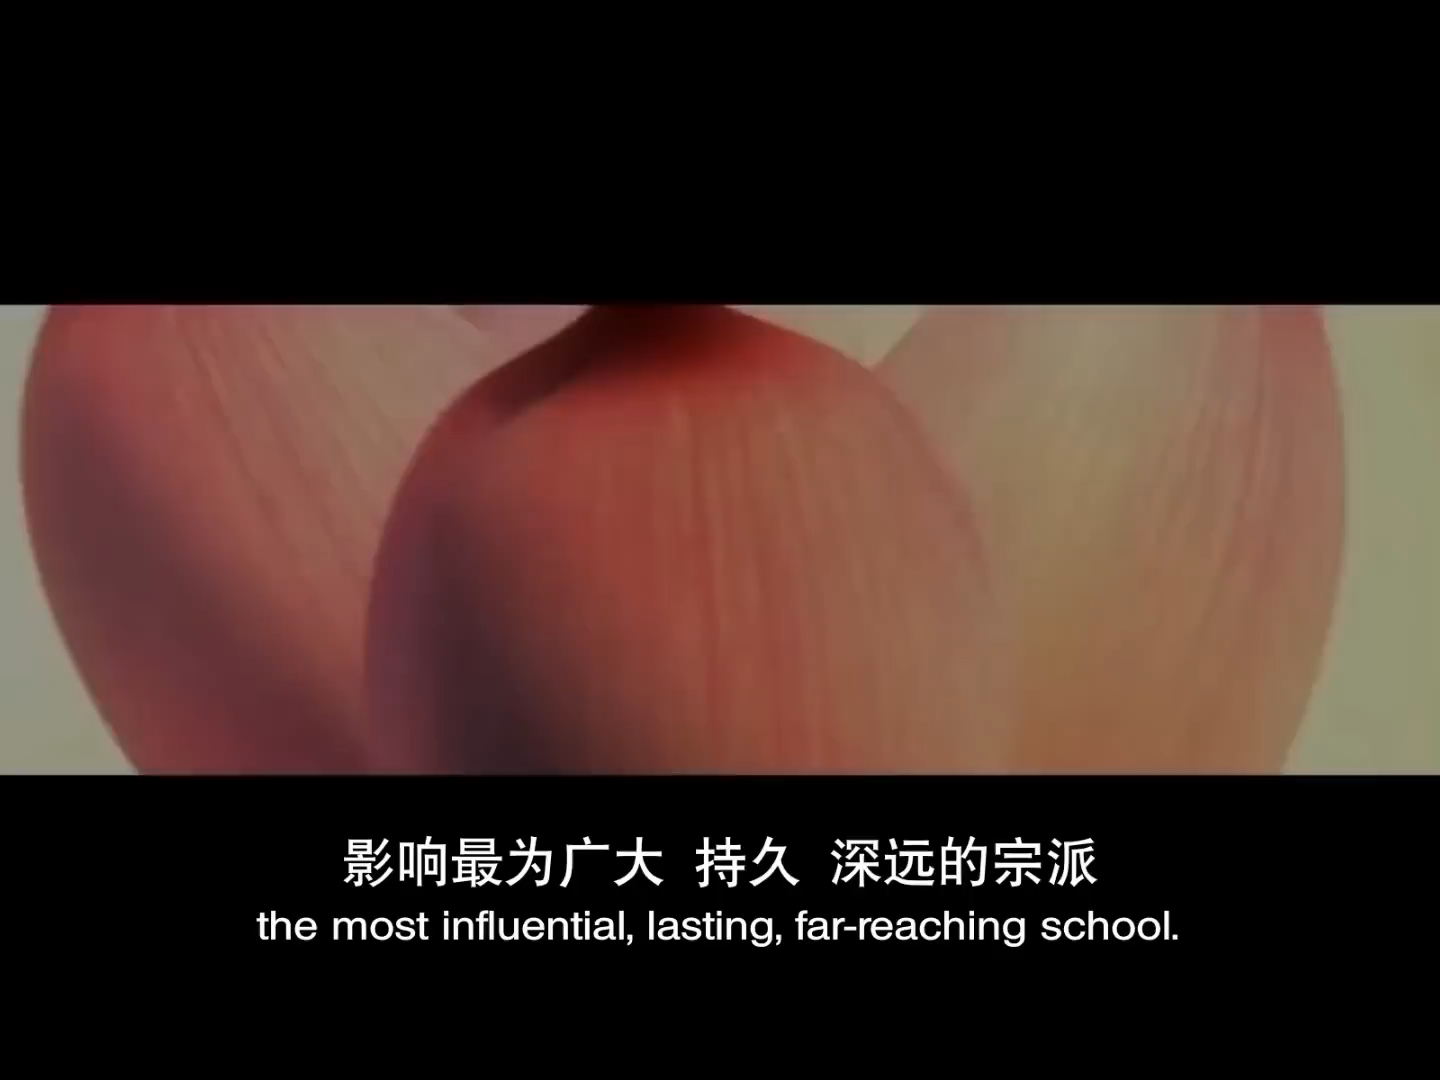 影响最为广大 持久 深远的宗派
the most influential, lasting, far-reaching school.